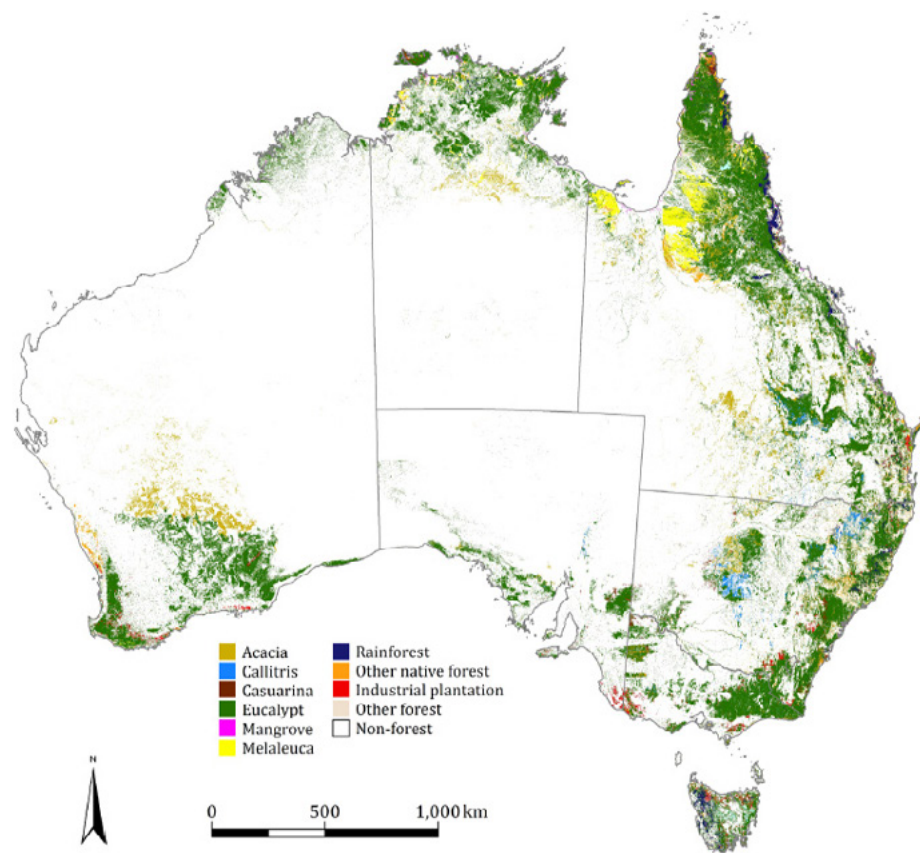 Acacia
Callitris
Casuarina
Eucalypt
Mangrove
Melaleuca
Rainforest
Other native forest
Industrial plantation
Other forest
Non-forest
N
0 500 1,000 km